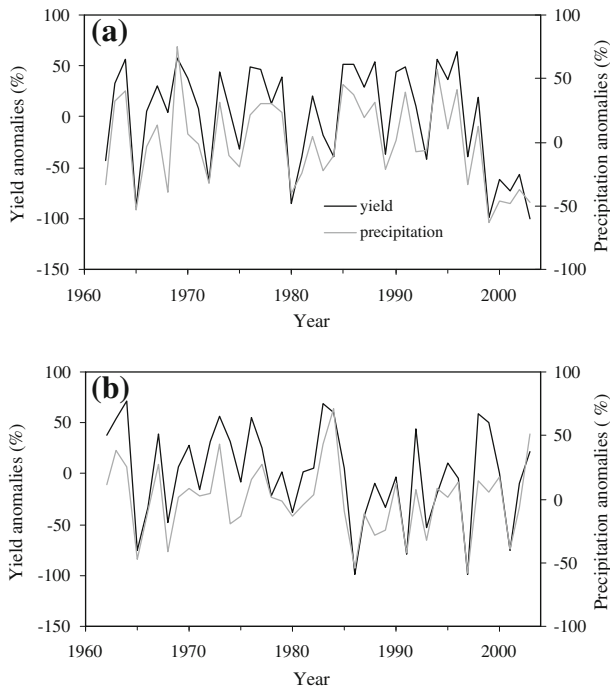 (a)
100
50
0
-50
-100
-150
Yield anomalies (%)
100
50
0
-50
-100
Precipitation anomalies (%)
yield
precipitation
1960 1970 1980 1990 2000
Year
(b)
100
50
0
-50
-100
-150
Yield anomalies (%)
100
50
0
-50
-100
Precipitation anomalies ( %)
1960 1970 1980 1990 2000
Year